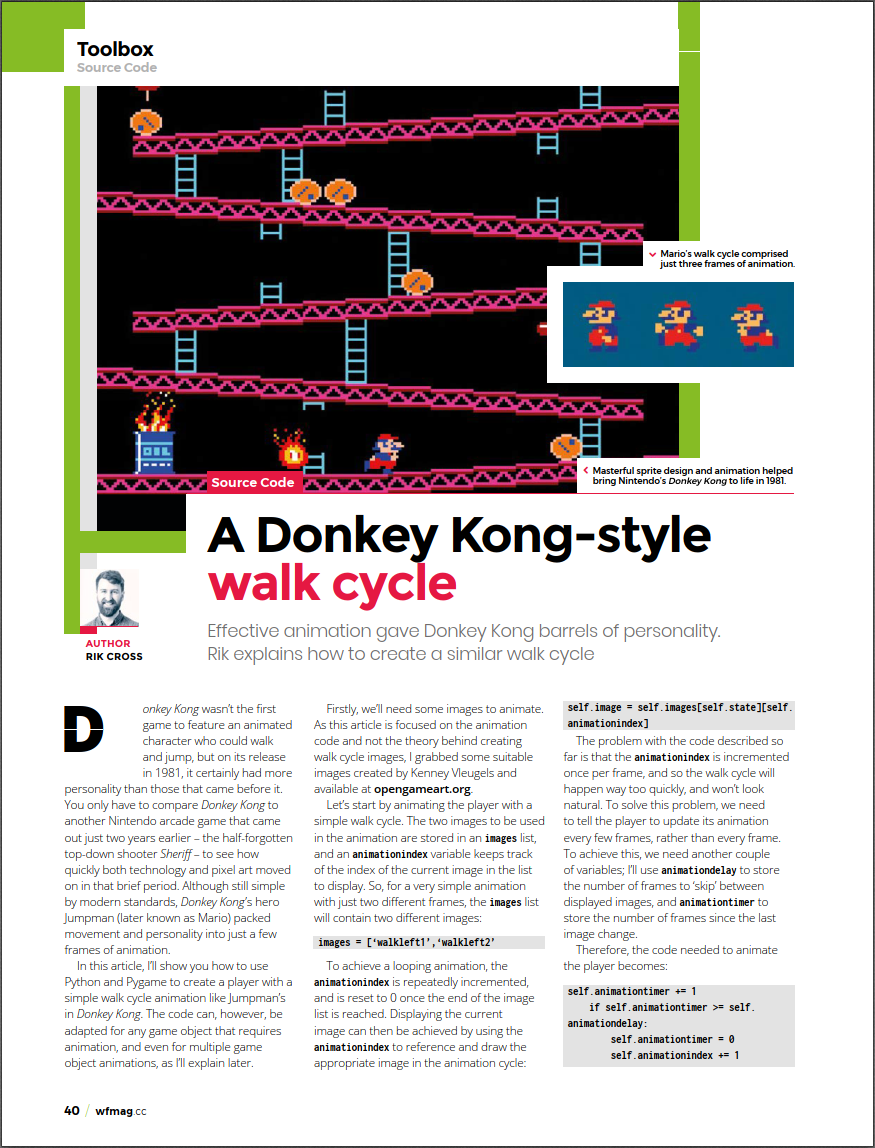 Toolbox
Source Code
Mario's walk cycle comprised
just three frames of animation.
OIL
Source Code
Masterful sprite design and animation helped
bring Nintendo's Donkey Kong to life in 1981.
A Donkey Kong-style
walk cycle
Effective animation gave Donkey Kong barrels of personality.
Rik explains how to create a similar walk cycle
AUTHOR
RIK CROSS
Donkey Kong wasn't the first
game to feature an animated
character who could walk
and jump, but on its release
in 1981, it certainly had more
personality than those that came before it.
You only have to compare Donkey Kong to
another Nintendo arcade game that came
out just two years earlier – the half-forgotten
top-down shooter Sheriff – to see how
quickly both technology and pixel art moved
on in that brief period. Although still simple
by modern standards, Donkey Kong's hero
Jumpman (later known as Mario) packed
movement and personality into just a few
frames of animation.
In this article, I'll show you how to use
Python and Pygame to create a player with a
simple walk cycle animation like Jumpman's
in Donkey Kong. The code can, however, be
adapted for any game object that requires
animation, and even for multiple game
object animations, as I'll explain later.
Firstly, we'll need some images to animate.
As this article is focused on the animation
code and not the theory behind creating
walk cycle images, I grabbed some suitable
images created by Kenney Vleugels and
available at opengameart.org.
Let's start by animating the player with a
simple walk cycle. The two images to be used
in the animation are stored in an images list,
and an animationindex variable keeps track
of the index of the current image in the list
to display. So, for a very simple animation
with just two different frames, the images list
will contain two different images:
images = [‘walkleft1’,‘walkleft2’
To achieve a looping animation, the
animationindex is repeatedly incremented,
and is reset to 0 once the end of the image
list is reached. Displaying the current
image can then be achieved by using the
animationindex to reference and draw the
appropriate image in the animation cycle:
self.image = self.images[self.state][self.
animationindex]
The problem with the code described so
far is that the animationindex is incremented
once per frame, and so the walk cycle will
happen way too quickly, and won't look
natural. To solve this problem, we need
to tell the player to update its animation
every few frames, rather than every frame.
To achieve this, we need another couple
of variables; I'll use animationdelay to store
the number of frames to ‘skip’ between
displayed images, and animationtimer to
store the number of frames since the last
image change.
Therefore, the code needed to animate
the player becomes:
self.animationtimer += 1
if self.animationtimer >= self.
animationdelay:
self.animationtimer = 0
self.animationindex += 1
40 / wfmag.cc